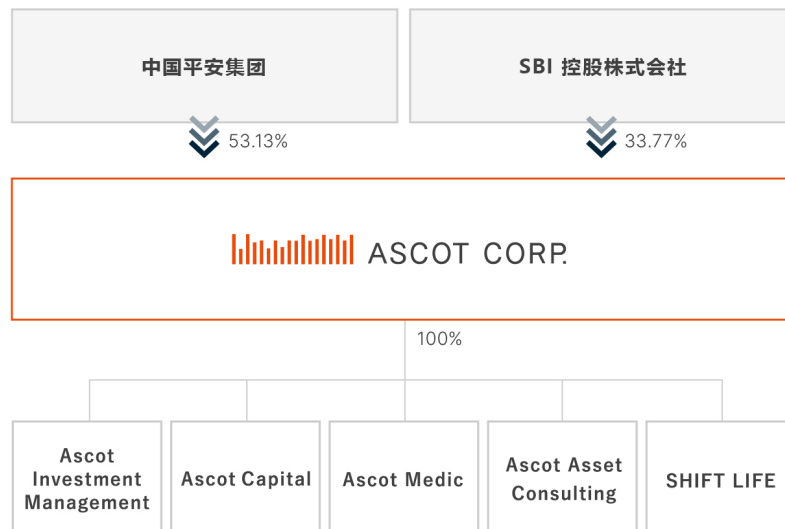 中国平安集团
SBI 控股株式会社
53.13%
33.77%
ASCOT CORP.
100%
Ascot
Investment
Management
Ascot Capital
Ascot Medic
Ascot Asset
Consulting
SHIFT LIFE